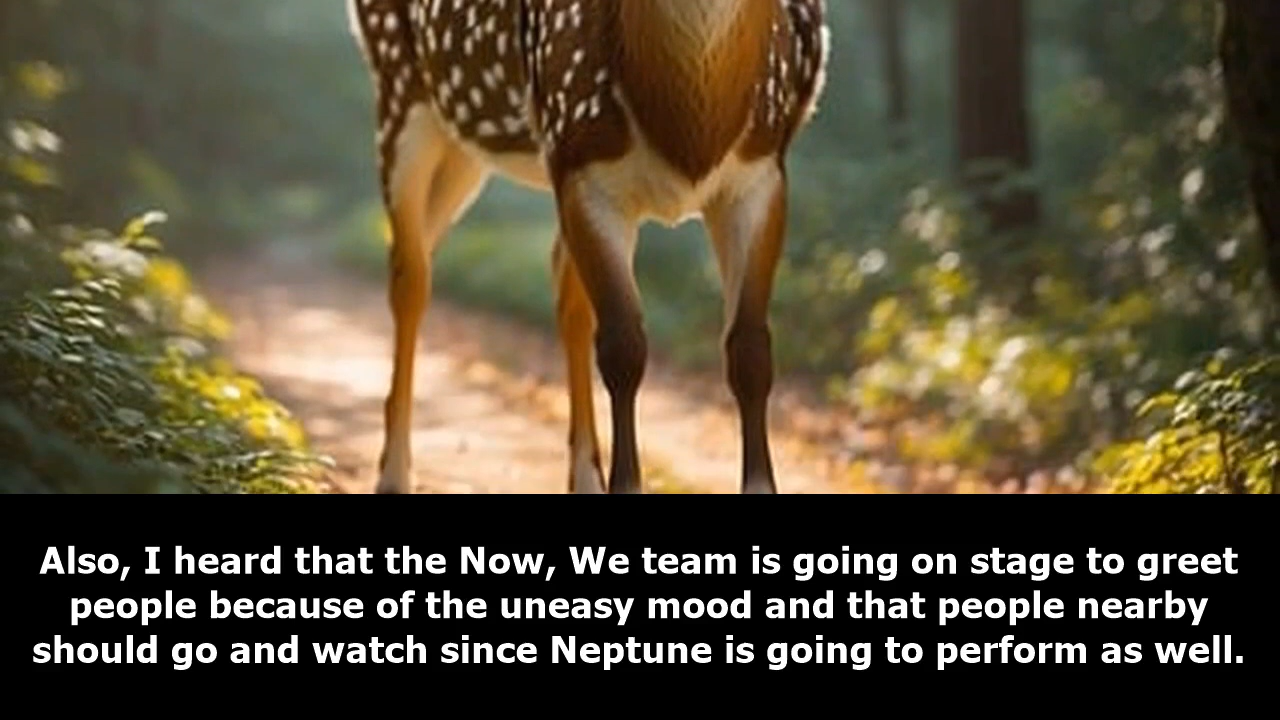 Also, I heard that the Now, We team is going on stage to greet
people because of the uneasy mood and that people nearby
should go and watch since Neptune is going to perform as well.